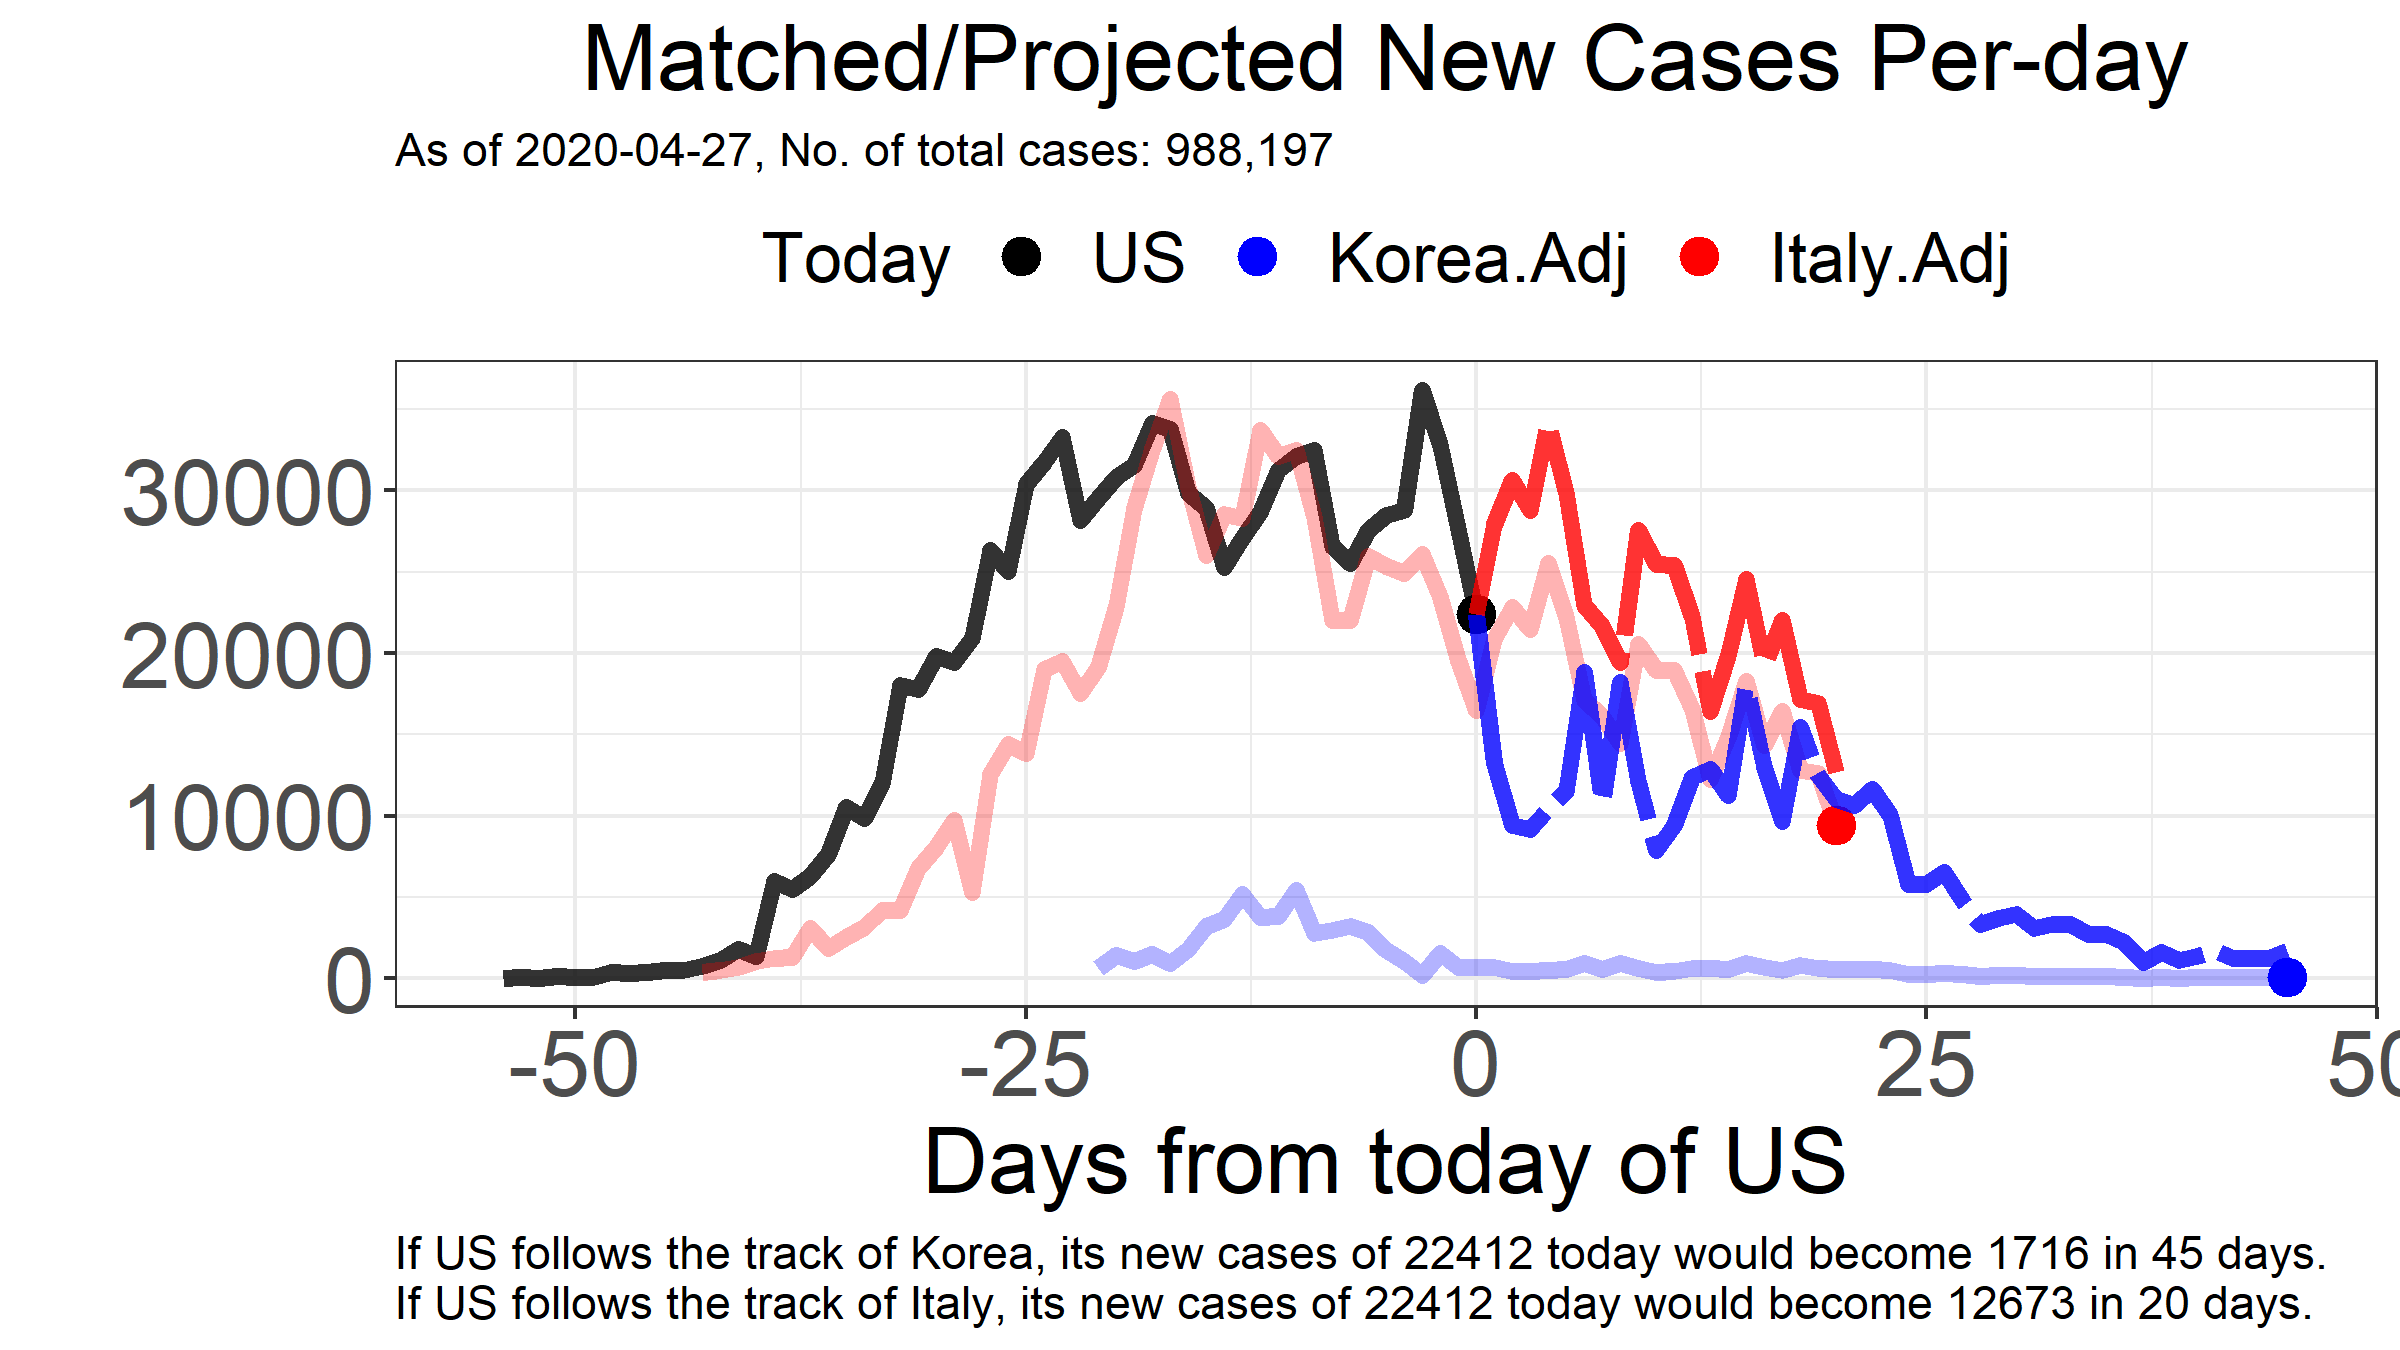 Matched/Projected New Cases Per-day
As of 2020-04-27, No. of total cases: 988,197
Today US Korea.Adj Italy.Adj
30000
20000
10000
0
-50 -25 0 25 50
Days from today of US
If US follows the track of Korea, its new cases of 22412 today would become 1716 in 45 days.
If US follows the track of Italy, its new cases of 22412 today would become 12673 in 20 days.